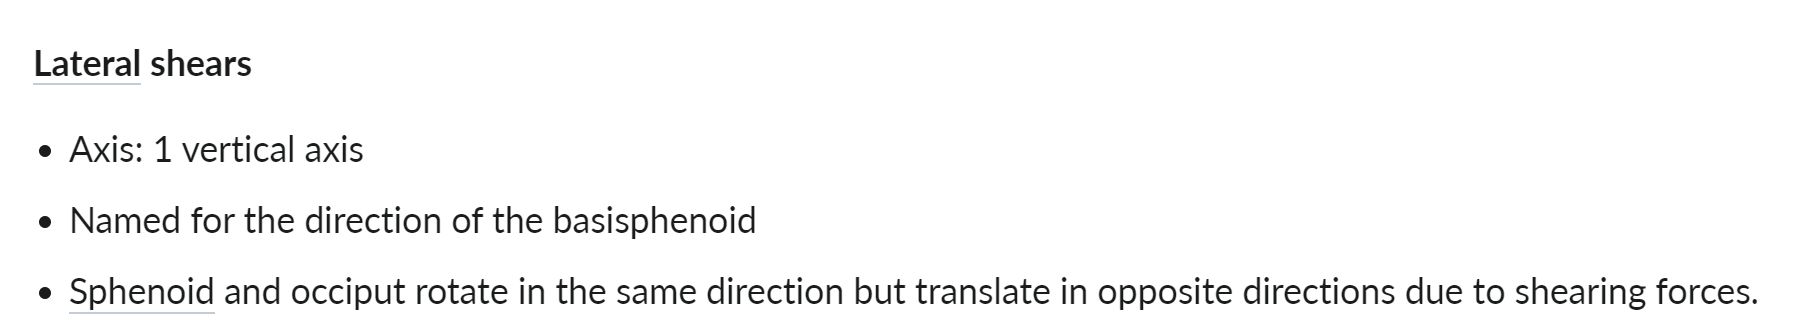 Lateral shears
• Axis: 1 vertical axis
• Named for the direction of the basisphenoid
• Sphenoid and occiput rotate in the same direction but translate in opposite directions due to shearing forces.